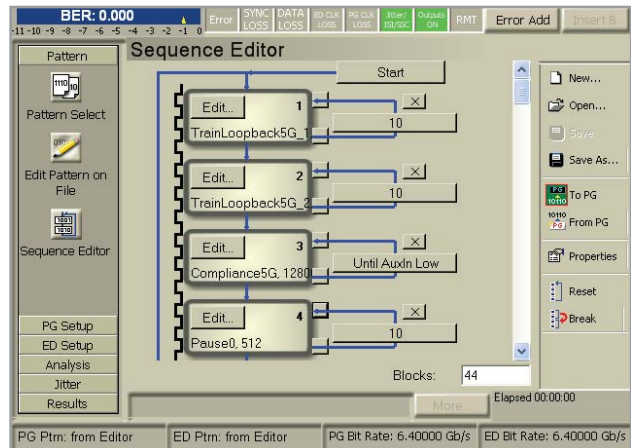 BER: 0.000
-11 -10 -9 -8 -7 -6 -5 -4 -3 -2 -1 0
Error
SYNC LOSS
DATA LOSS
ED CLK LOSS
PG CLK LOSS
Jitter/ ISI/SSC
Outputs ON
RMT
Error Add
Insert B
Pattern
Pattern Select
Edit Pattern on File
Sequence Editor
PG Setup
ED Setup
Analysis
Jitter
Results
Sequence Editor
Start
Edit... 1
TrainLoopback5G_1
10
Edit... 2
TrainLoopback5G_2
10
Edit... 3
Compliance5G, 1280
Until AuxIn Low
Edit... 4
Pause0, 512
10
Blocks: 44
New...
Open...
Save
Save As...
To PG
From PG
Properties
Reset
Break
More...
Elapsed 00:00:00
PG Ptrn: from Editor
ED Ptrn: from Editor
PG Bit Rate: 6.40000 Gb/s
ED Bit Rate: 6.40000 Gb/s